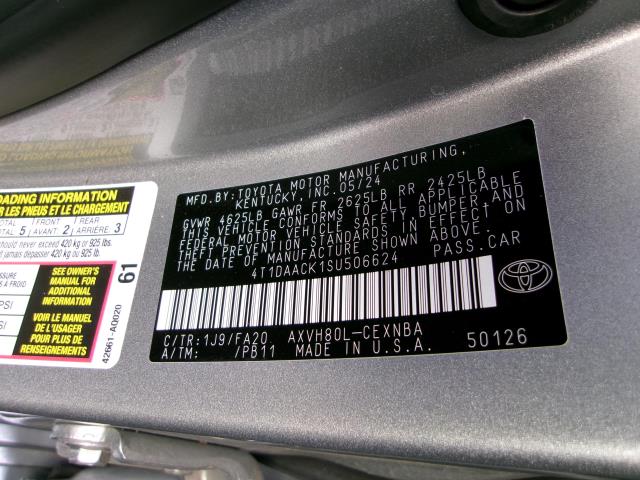 MFD. BY: TOYOTA MOTOR MANUFACTURING,
KENTUCKY, INC. 05/24
GVWR 4625LB GAWR FR 2625LB RR 2425LB
THIS VEHICLE CONFORMS TO ALL APPLICABLE
FEDERAL MOTOR VEHICLE SAFETY, BUMPER, AND
THEFT PREVENTION STANDARDS IN EFFECT ON
THE DATE OF MANUFACTURE SHOWN ABOVE.
4T1DAACK1SU506624 PASS.CAR
C/TR:1J9/FA20 AXVH80L-CEXNBA
A/TM: /PB11 MADE IN U.S.A. 50126
LOADING INFORMATION
LES PNEUS ET LE CHARGEMENT
TOTAL 5 FRONT AVANT: 2 REAR ARRIÈRE: 3
should never exceed 420 kg or 925 lbs.
jamais dépasser 420 kg ou 925 lb.
SEE OWNER'S
MANUAL FOR
ADDITIONAL
INFORMATION
VOIR LE MANUEL
DE L'USAGER
POUR PLUS DE
RENSEIGNEMENTS
61
42661-A0020